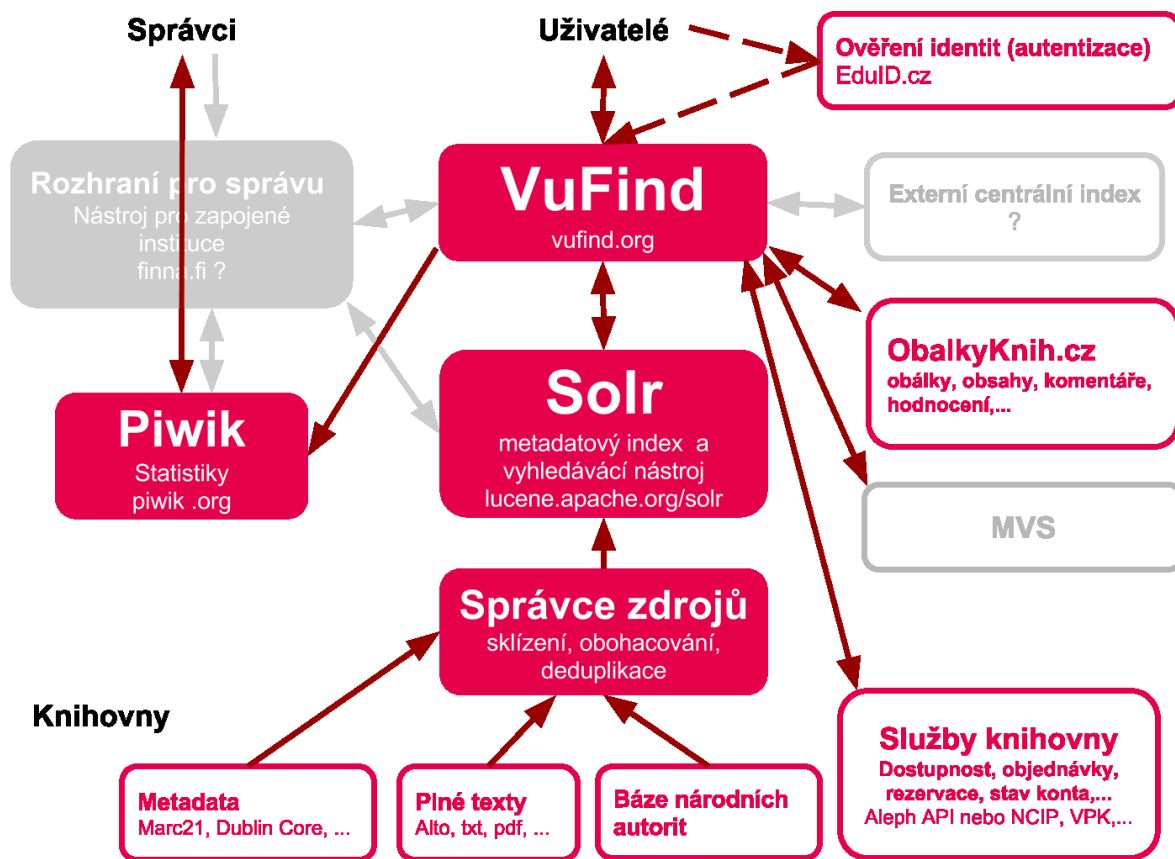 Správci
Uživatelé
Ověření identit (autentizace)
EduID.cz
Rozhraní pro správu
Nástroj pro zapojené
instituce
finna.fi ?
VuFind
vufind.org
Externí centrální index
?
ObalkyKnih.cz
obálky, obsahy, komentáře,
hodnocení,...
Piwik
Statistiky
piwik .org
Solr
metadatový index a
vyhledávácí nástroj
lucene.apache.org/solr
MVS
Správce zdrojů
sklízení, obohacování,
deduplikace
Knihovny
Služby knihovny
Dostupnost, objednávky,
rezervace, stav konta,...
Aleph API nebo NCIP, VPK,...
Metadata
Marc21, Dublin Core, ...
Plné texty
Alto, txt, pdf, ...
Báze národních
autorit